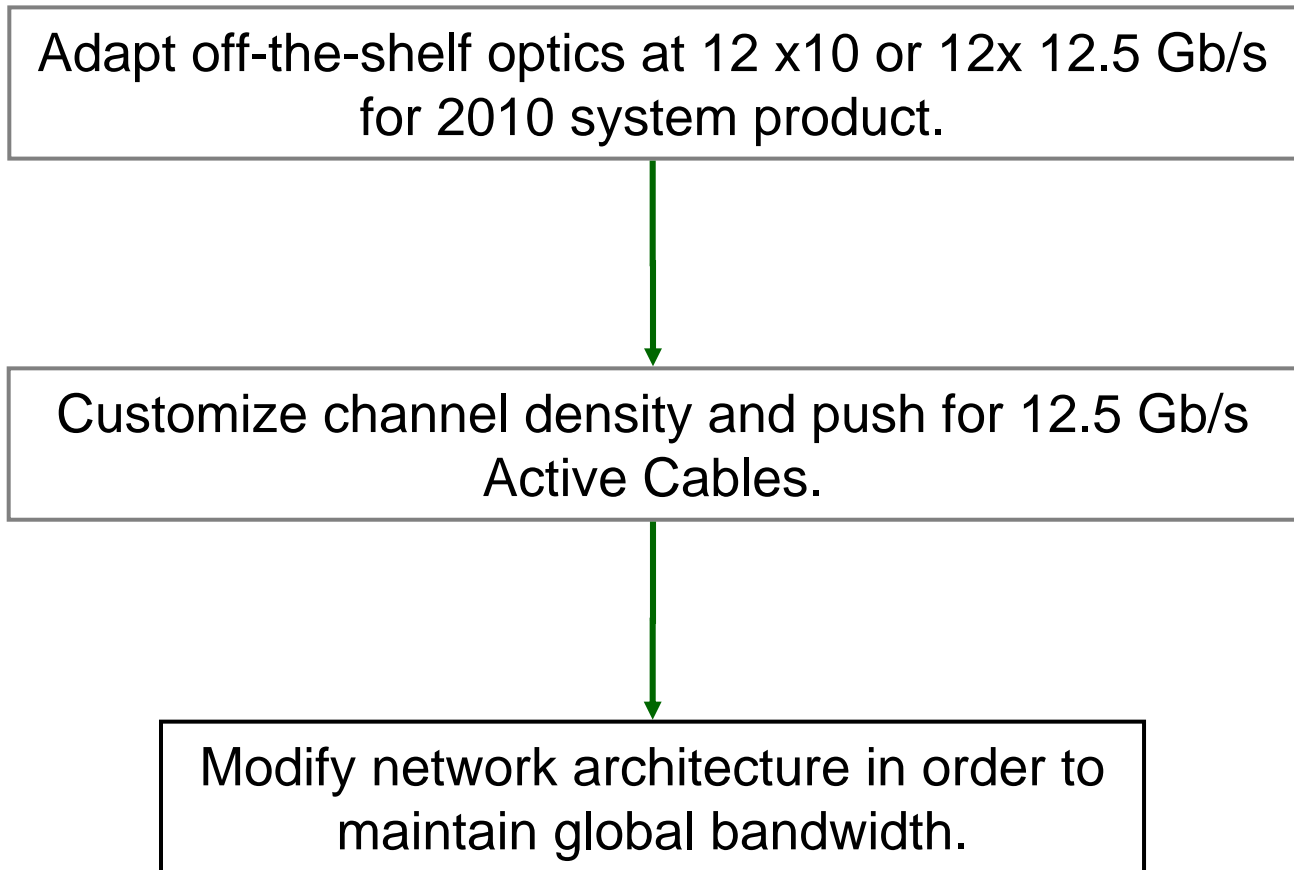 Adapt off-the-shelf optics at 12 x10 or 12x 12.5 Gb/s
for 2010 system product.
Customize channel density and push for 12.5 Gb/s
Active Cables.
Modify network architecture in order to
maintain global bandwidth.